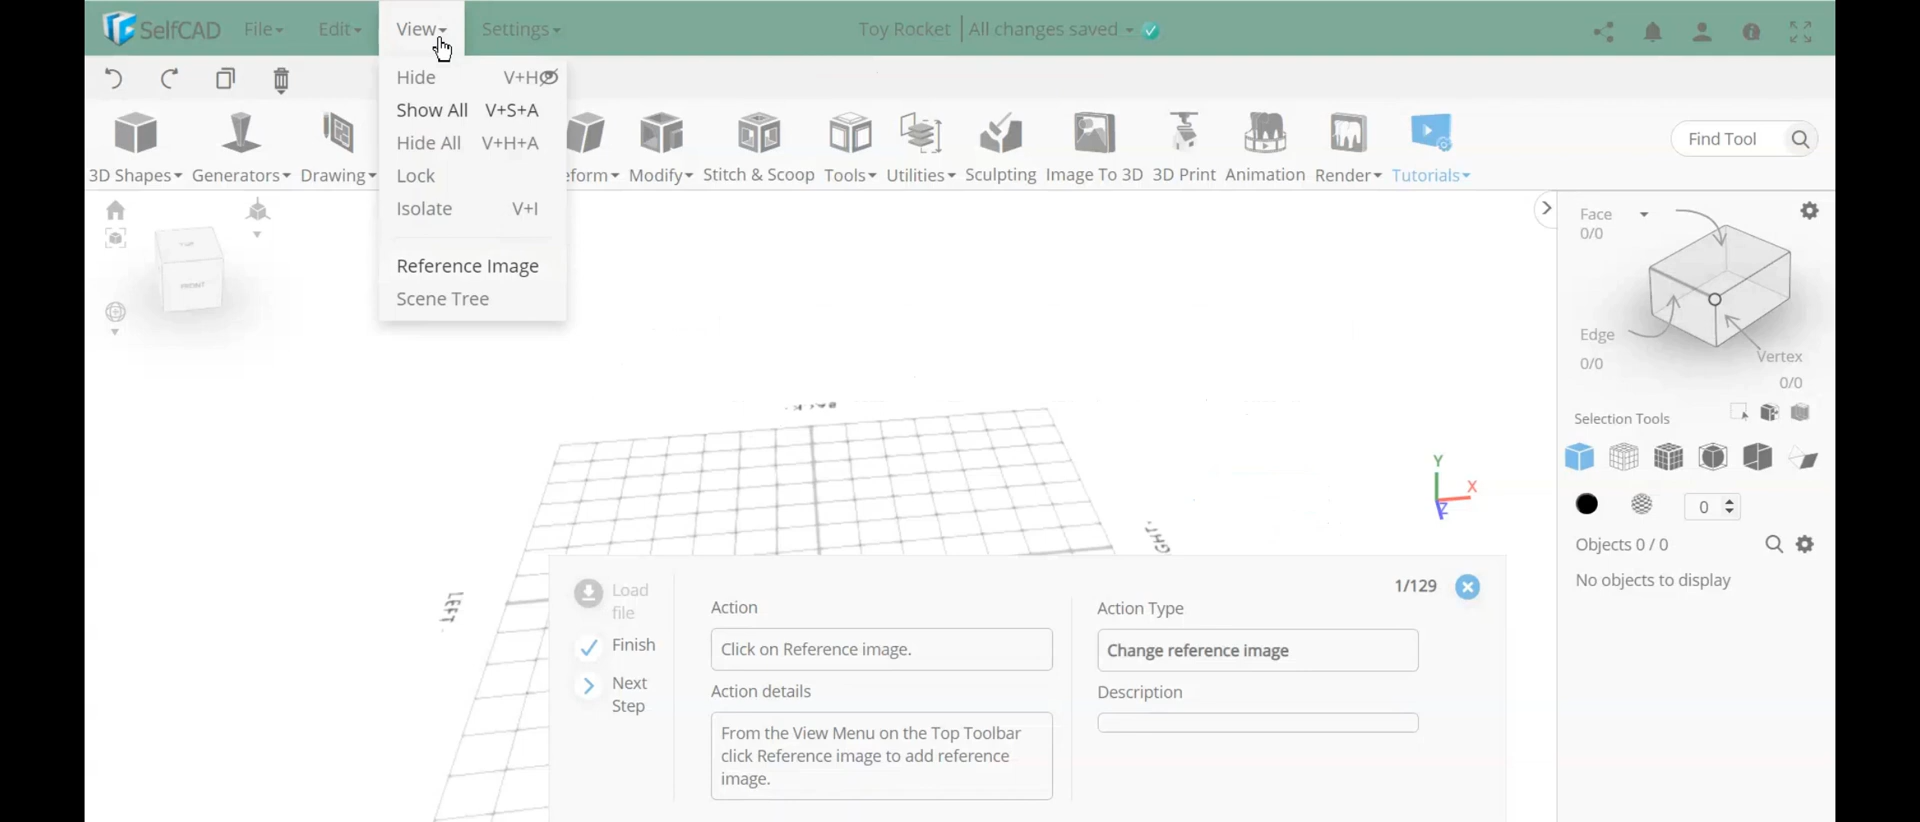 SelfCAD File Edit View Settings Toy Rocket All changes saved
Hide V+H
Show All V+S+A
Hide All V+H+A
Lock
Isolate V+I
Reference Image
Scene Tree
3D Shapes Generators Drawing eform Modify Stitch & Scoop Tools Utilities Sculpting Image To 3D 3D Print Animation Render Tutorials
Find Tool
TOP
FRONT
LEFT
Y
X
Z
Face
0/0
Edge
0/0
Vertex
0/0
Selection Tools
0
Objects 0 / 0
No objects to display
1/129
Load
file
Finish
Next
Step
Action
Click on Reference image.
Action details
From the View Menu on the Top Toolbar
click Reference image to add reference
image.
Action Type
Change reference image
Description